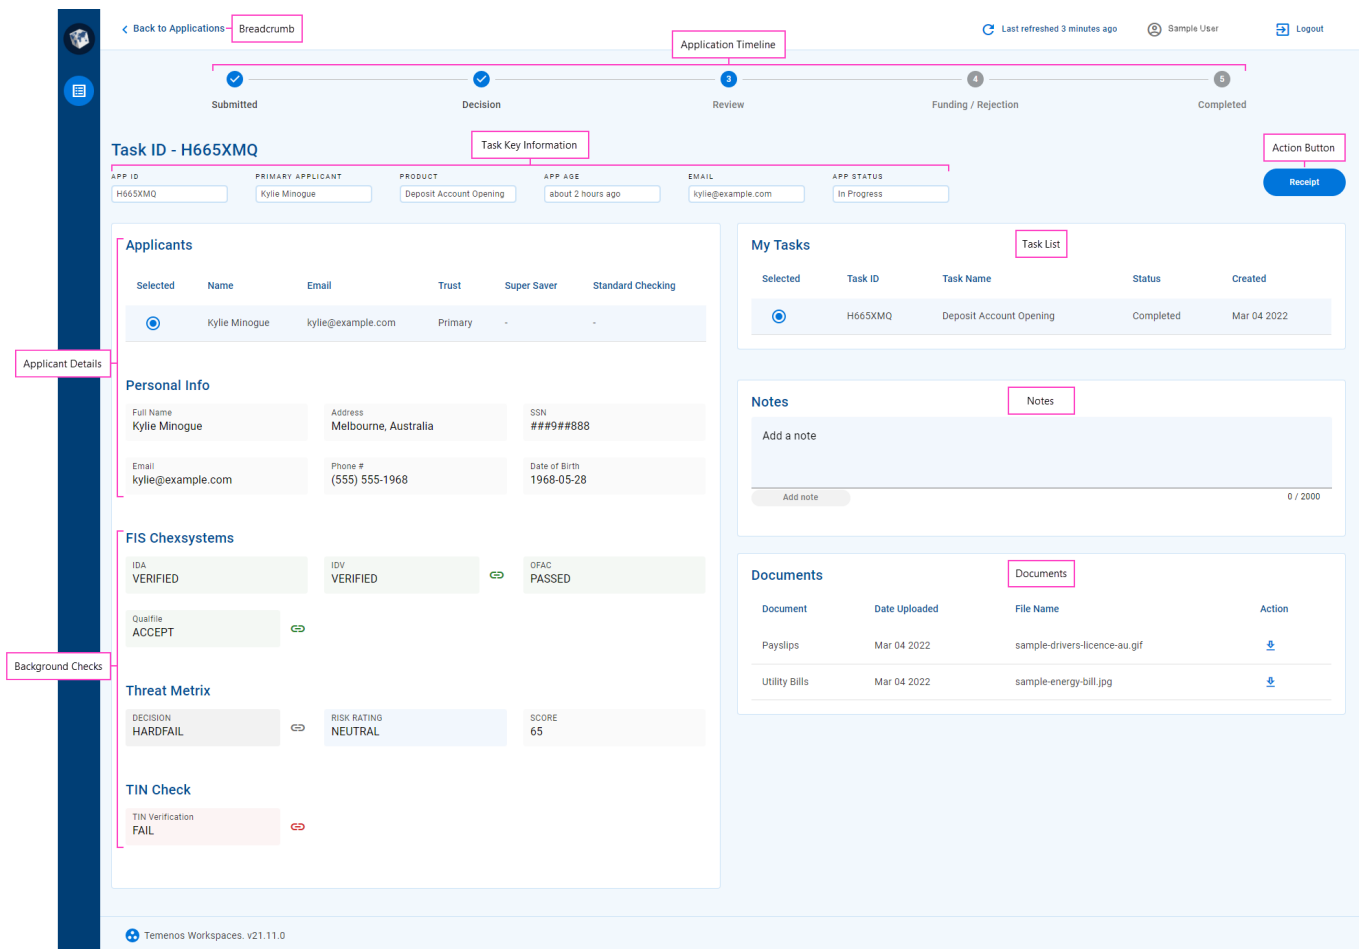 Back to Applications
Breadcrumb
Last refreshed 3 minutes ago
Sample User
Logout
Application Timeline
3
4
5
Submitted
Decision
Review
Funding / Rejection
Completed
Task ID - H665XMQ
Task Key Information
Action Button
APP ID
PRIMARY APPLICANT
PRODUCT
APP AGE
EMAIL
APP STATUS
H665XMQ
Kylie Minogue
Deposit Account Opening
about 2 hours ago
kylie@example.com
In Progress
Receipt
Applicants
Selected
Name
Email
Trust
Super Saver
Standard Checking
Kylie Minogue
kylie@example.com
Primary
-
-
Applicant Details
Personal Info
Full Name
Kylie Minogue
Address
Melbourne, Australia
SSN
###9##888
Email
kylie@example.com
Phone #
(555) 555-1968
Date of Birth
1968-05-28
FIS Chexsystems
IDA
VERIFIED
IDV
VERIFIED
OFAC
PASSED
Qualfile
ACCEPT
Background Checks
Threat Metrix
DECISION
HARDFAIL
RISK RATING
NEUTRAL
SCORE
65
TIN Check
TIN Verification
FAIL
My Tasks
Task List
Selected
Task ID
Task Name
Status
Created
H665XMQ
Deposit Account Opening
Completed
Mar 04 2022
Notes
Notes
Add a note
Add note
0 / 2000
Documents
Documents
Document
Date Uploaded
File Name
Action
Payslips
Mar 04 2022
sample-drivers-licence-au.gif
Utility Bills
Mar 04 2022
sample-energy-bill.jpg
Temenos Workspaces. v21.11.0